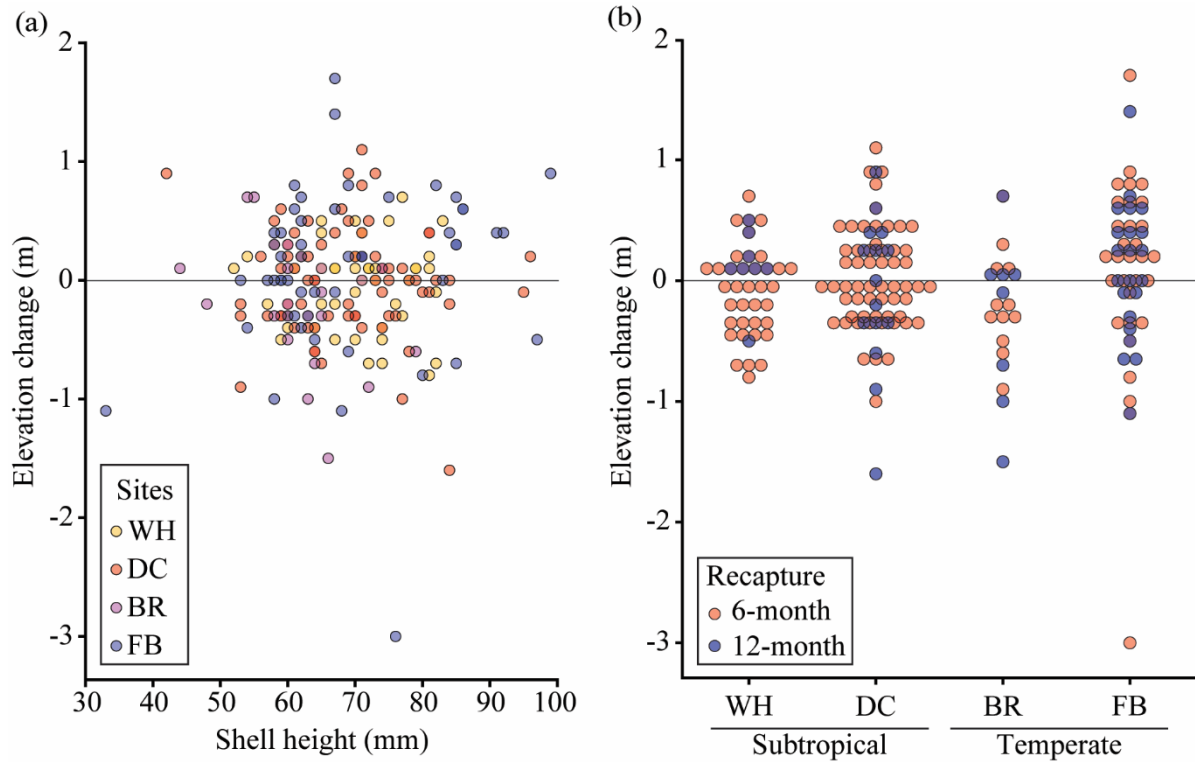 (a)
2
1
0
-1
-2
-3
Elevation change (m)
Sites
WH
DC
BR
FB
30 40 50 60 70 80 90 100
Shell height (mm)
(b)
2
1
0
-1
-2
-3
Elevation change (m)
Recapture
6-month
12-month
WH DC BR FB
Subtropical Temperate